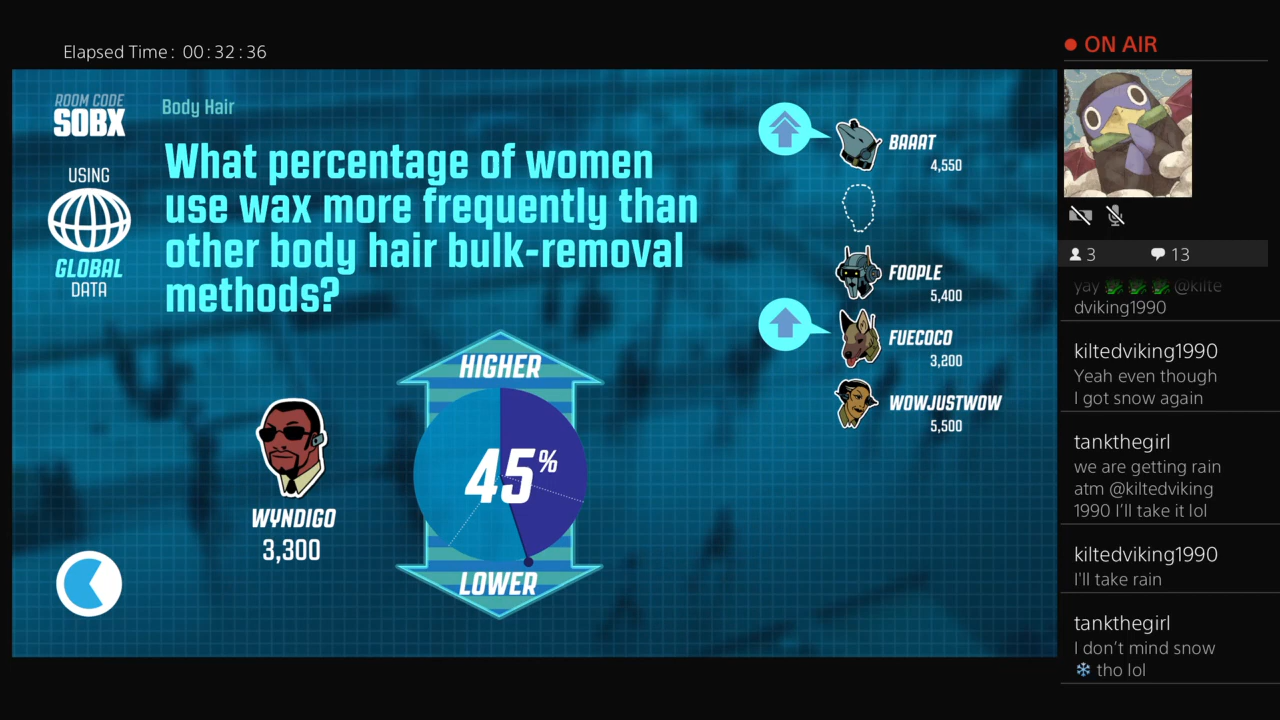 Elapsed Time: 00:32:36
ROOM CODE
SOBX
USING
GLOBAL
DATA
Body Hair
What percentage of women
use wax more frequently than
other body hair bulk-removal
methods?
HIGHER
45%
LOWER
WYNDIGO
3,300
BAAAT
4,550
FOOPLE
5,400
FUECOCO
3,200
WOWJUSTWOW
5,500
ON AIR
3
13
yay @kilte
dviking1990
kiltedviking1990
Yeah even though
I got snow again
tankthegirl
we are getting rain
atm @kiltedviking
1990 I'll take it lol
kiltedviking1990
I'll take rain
tankthegirl
I don't mind snow
❄ tho lol